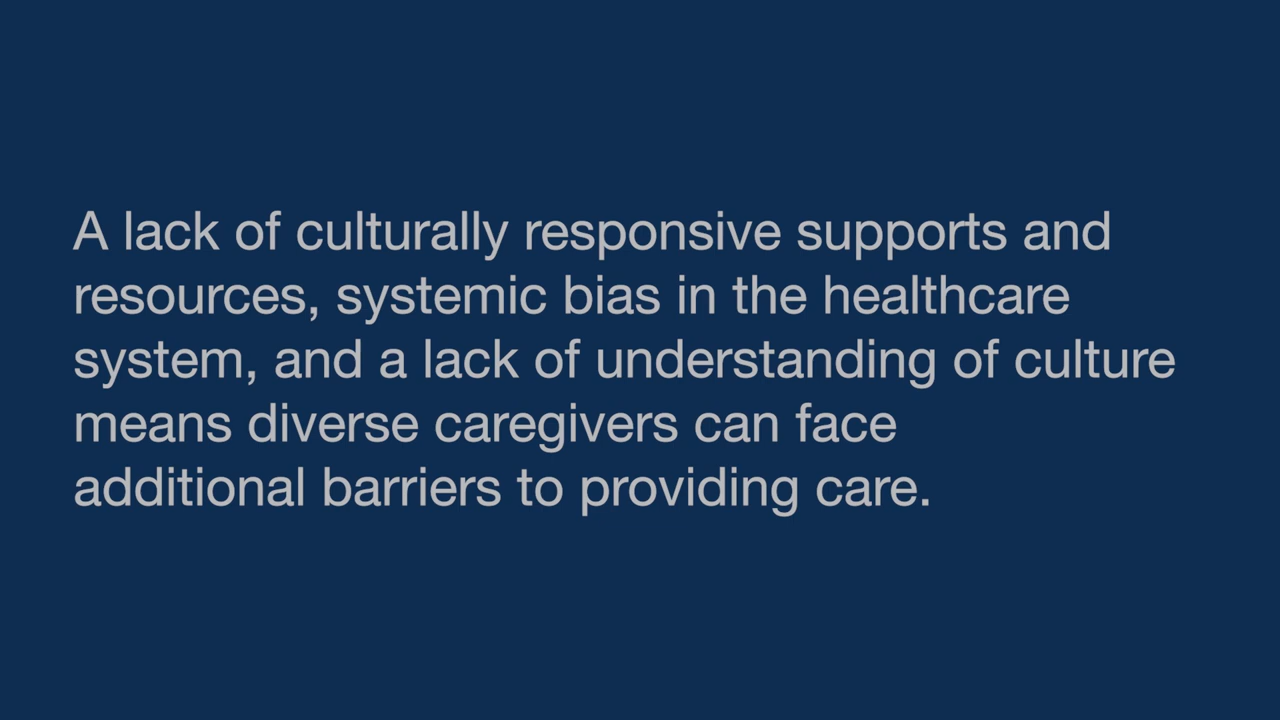 A lack of culturally responsive supports and
resources, systemic bias in the healthcare
system, and a lack of understanding of culture
means diverse caregivers can face
additional barriers to providing care.